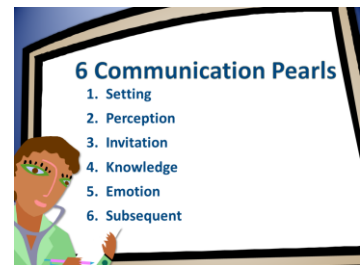 6 Communication Pearls
1. Setting
2. Perception
3. Invitation
4. Knowledge
5. Emotion
6. Subsequent